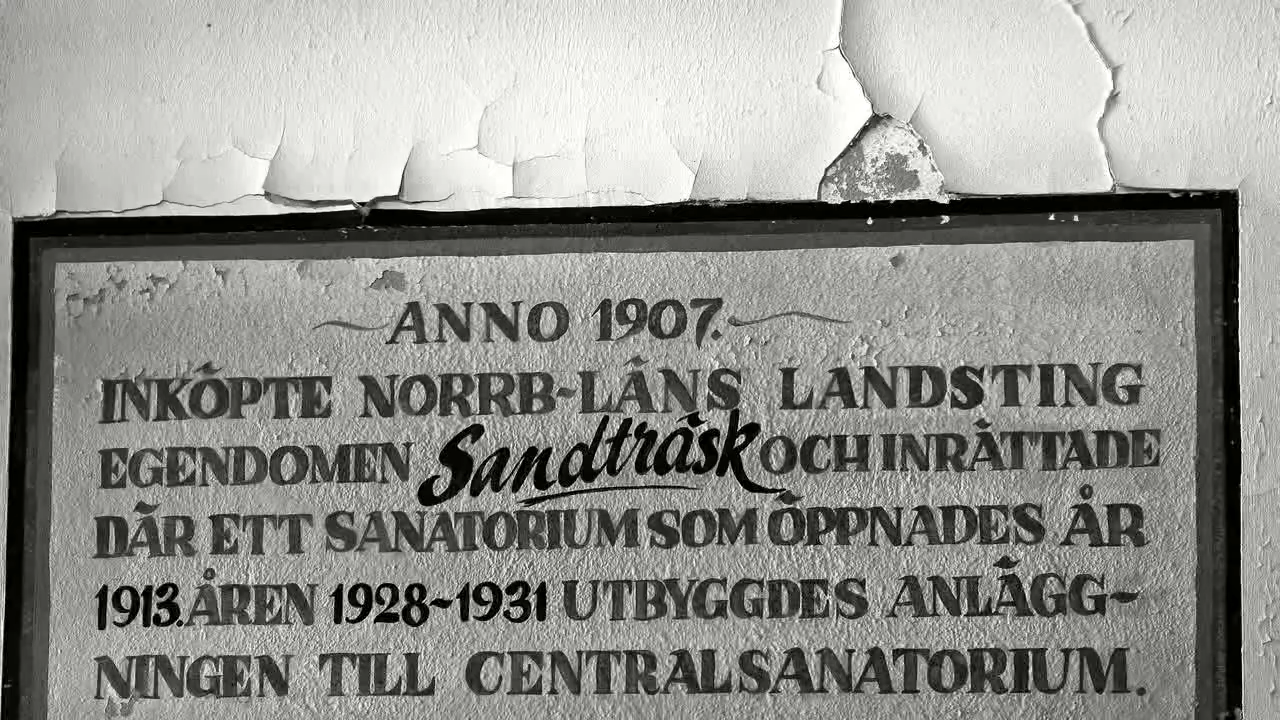 ~ANNO 1907.~
INKÖPTE NORRB-LÄNS LANDSTING
EGENDOMEN Sandträsk OCH INRÄTTADE
DÄR ETT SANATORIUM SOM ÖPPNADES ÅR
1913. ÅREN 1928-1931 UTBYGGDES ANLÄGG-
NINGEN TILL CENTRALSANATORIUM.